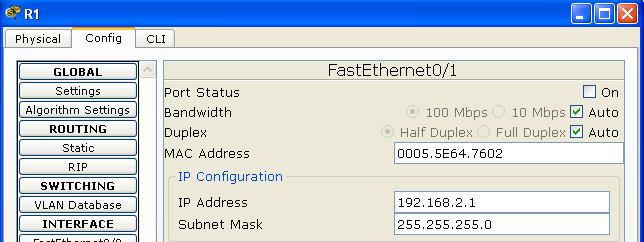 R1
Physical Config CLI
GLOBAL
Settings
Algorithm Settings
ROUTING
Static
RIP
SWITCHING
VLAN Database
INTERFACE
FastEthernet0/0
FastEthernet0/1
Port Status On
Bandwidth 100 Mbps 10 Mbps Auto
Duplex Half Duplex Full Duplex Auto
MAC Address 0005.5E64.7602
IP Configuration
IP Address 192.168.2.1
Subnet Mask 255.255.255.0